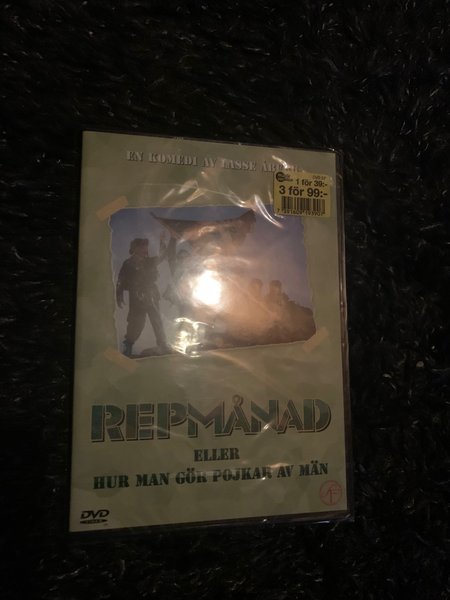 EN KOMEDI AV LASSE
DVD
1 för 39:-
3 för 99:-
REPMÅNAD
ELLER
HUR MAN GÖR POJKAR AV MÄN
DVD